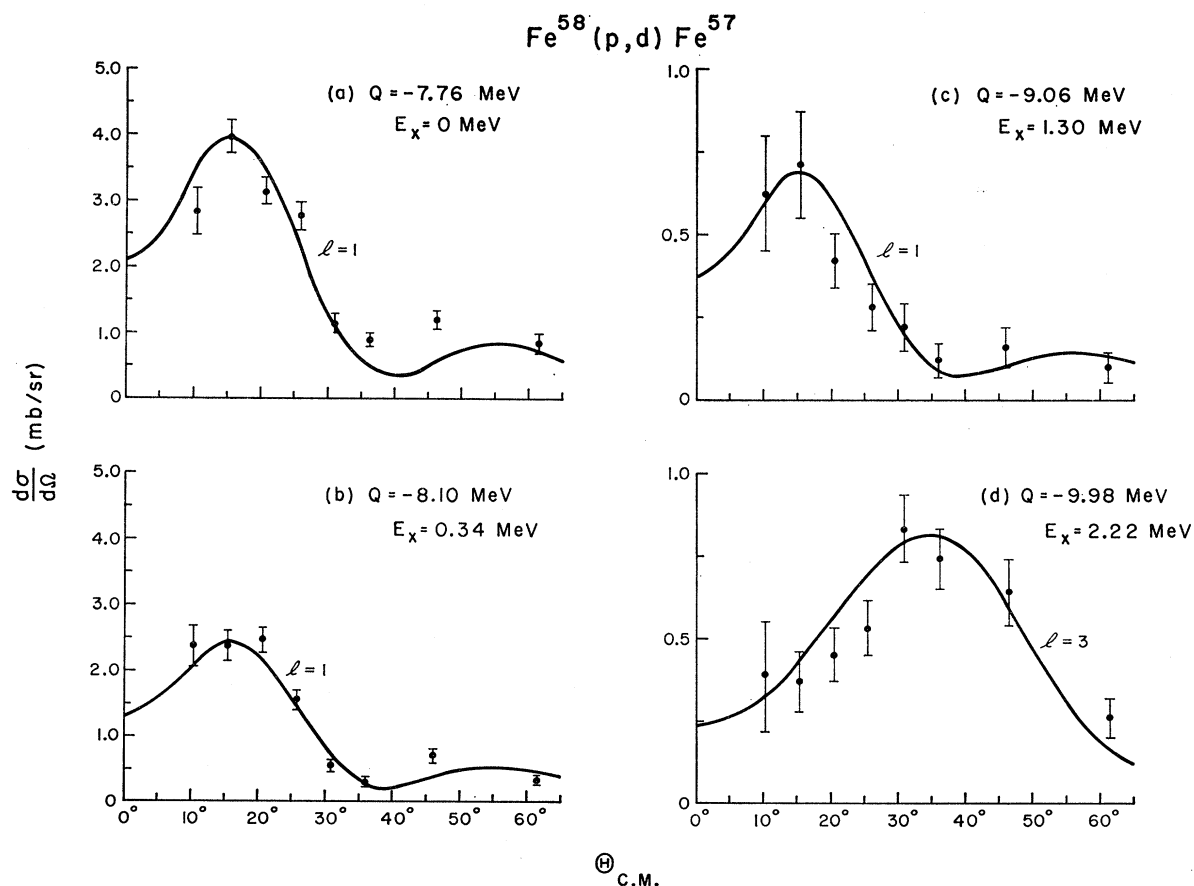 Fe⁵⁸(p,d) Fe⁵⁷
5.0
4.0
3.0
2.0
1.0
0
(a) Q = -7.76 MeV
Eₓ = 0 MeV
ℓ = 1
1.0
0.5
0
(c) Q = -9.06 MeV
Eₓ = 1.30 MeV
ℓ = 1
dσ/dΩ (mb/sr)
5.0
4.0
3.0
2.0
1.0
0
(b) Q = -8.10 MeV
Eₓ = 0.34 MeV
ℓ = 1
0° 10° 20° 30° 40° 50° 60°
1.0
0.5
0
(d) Q = -9.98 MeV
Eₓ = 2.22 MeV
ℓ = 3
0° 10° 20° 30° 40° 50° 60°
Θ C.M.